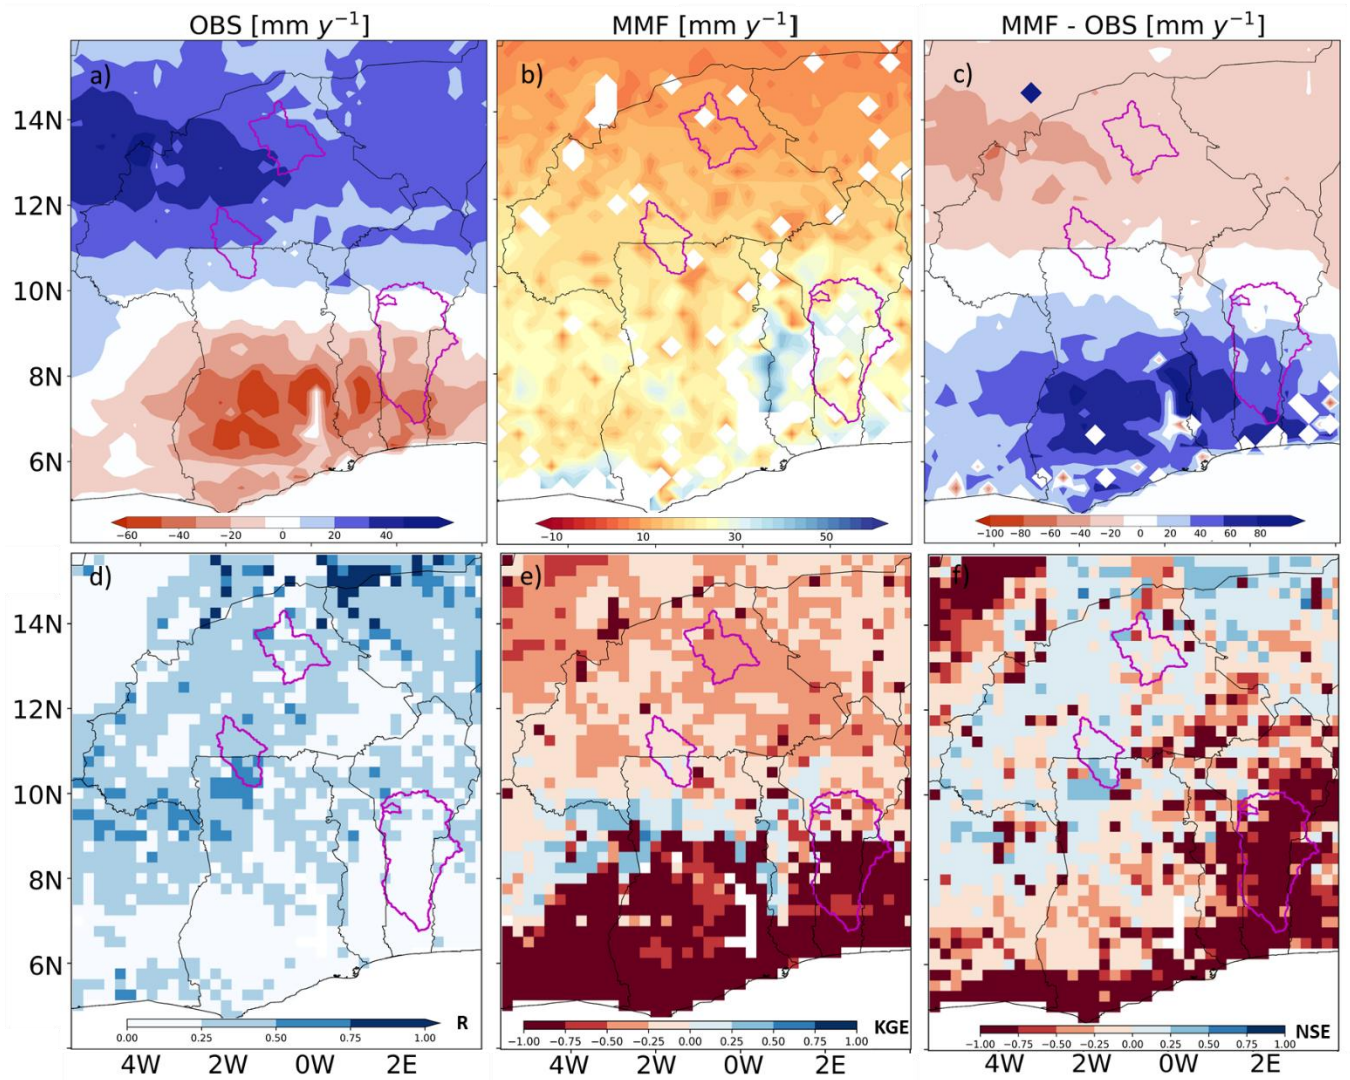 OBS [mm y⁻¹] MMF [mm y⁻¹] MMF - OBS [mm y⁻¹]
a) b) c)
14N
12N
10N
8N
6N
−60 −40 −20 0 20 40
−10 10 30 50
−100 −80 −60 −40 −20 0 20 40 60 80
d) e) f)
14N
12N
10N
8N
6N
R KGE NSE
0.00 0.25 0.50 0.75 1.00
−1.00 −0.75 −0.50 −0.25 0.00 0.25 0.50 0.75 1.00
−1.00 −0.75 −0.50 −0.25 0.00 0.25 0.50 0.75 1.00
4W 2W 0W 2E 4W 2W 0W 2E 4W 2W 0W 2E